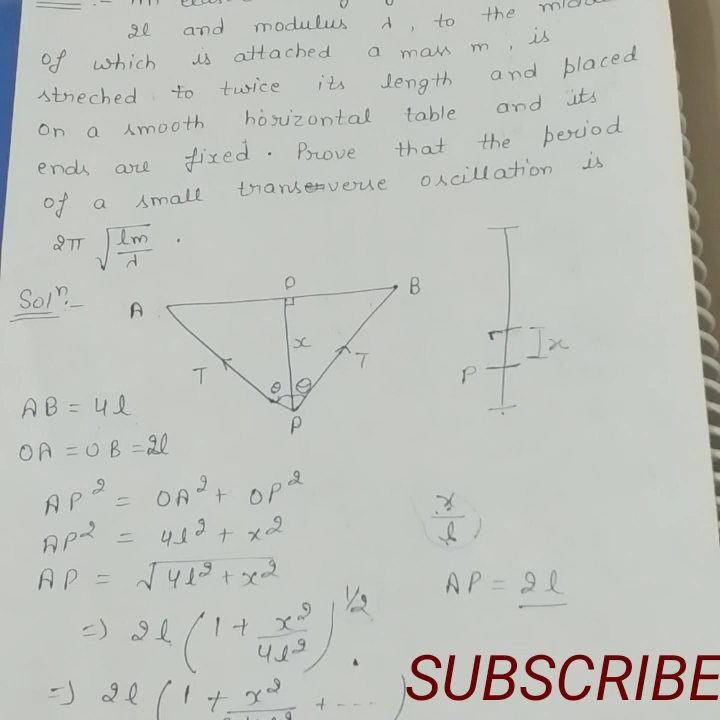 2l and modulus λ, to the middle
of which is attached a mass m, is
streched to twice its length and placed
on a smooth horizontal table and its
ends are fixed. Prove that the period
of a small transverse oscillation is
2π √(lm/λ) .
Solⁿ:-
A
O
B
x
T
T
θ
θ
P
x
P
AB = 4l
OA = OB = 2l
AP² = OA² + OP²
AP² = 4l² + x²
AP = √(4l² + x²)
x/l
AP = 2l
=) 2l (1 + x²/4l²)^1/2 .
=) 2l (1 + x² + ----)
SUBSCRIBE